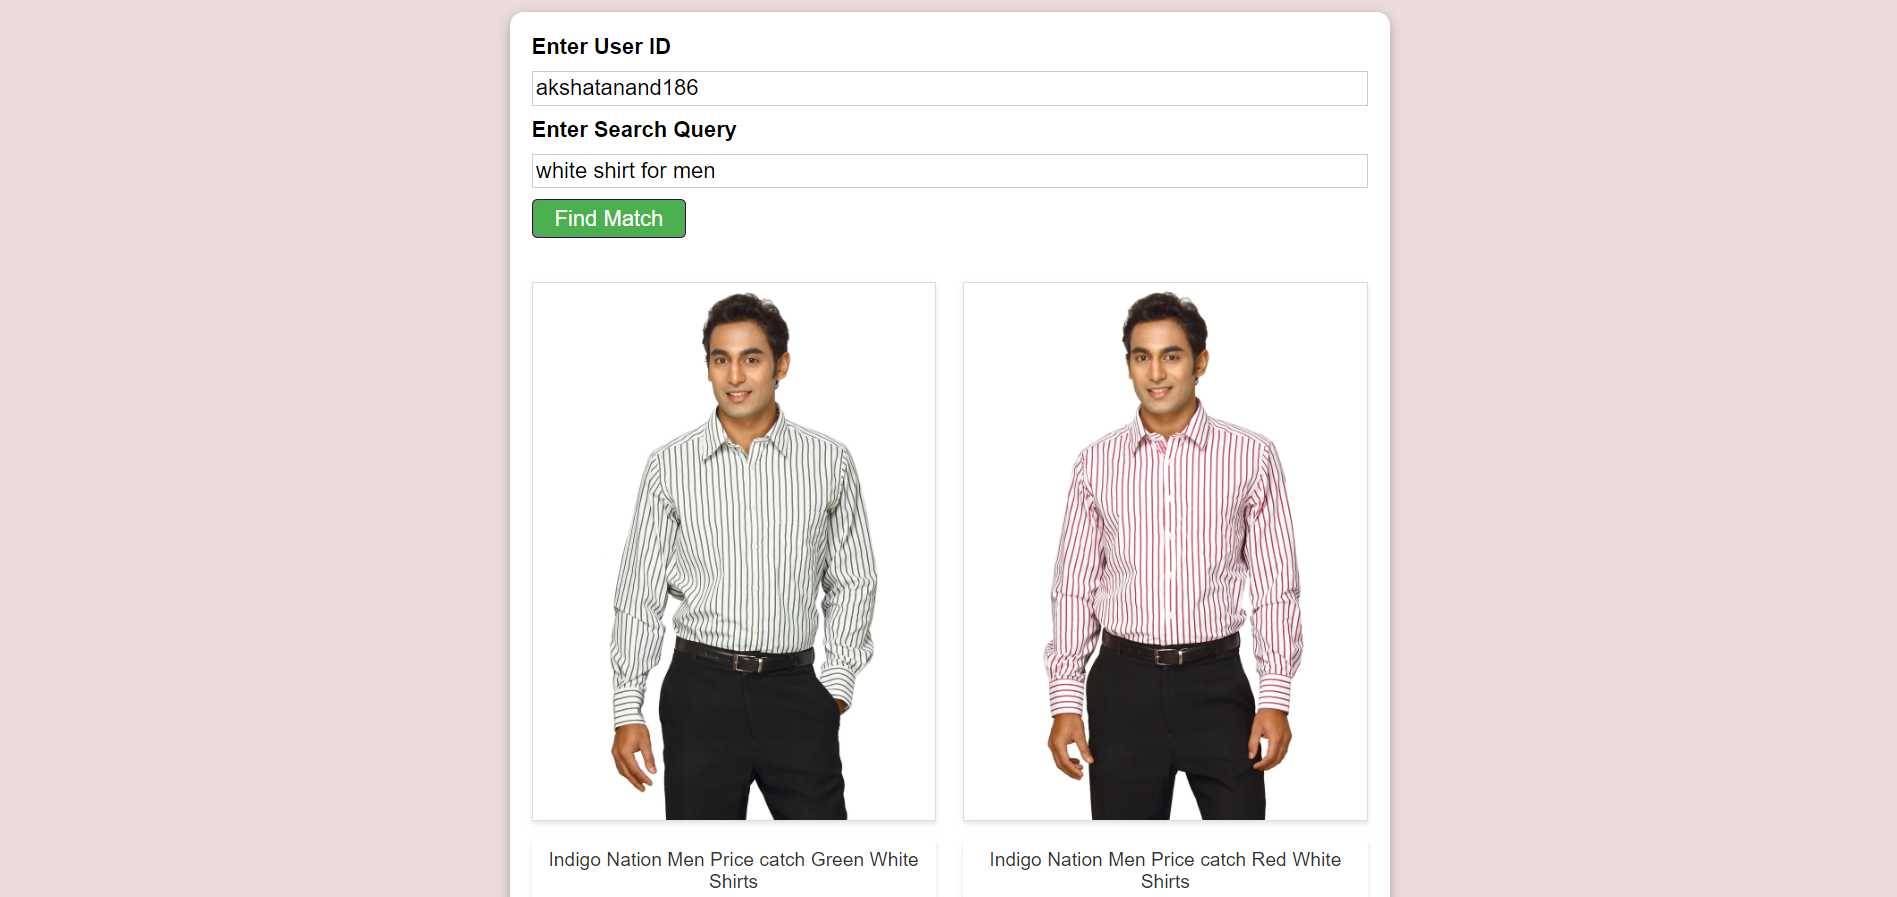 Enter User ID
akshatanand186
Enter Search Query
white shirt for men
Find Match
Indigo Nation Men Price catch Green White
Shirts
Indigo Nation Men Price catch Red White
Shirts